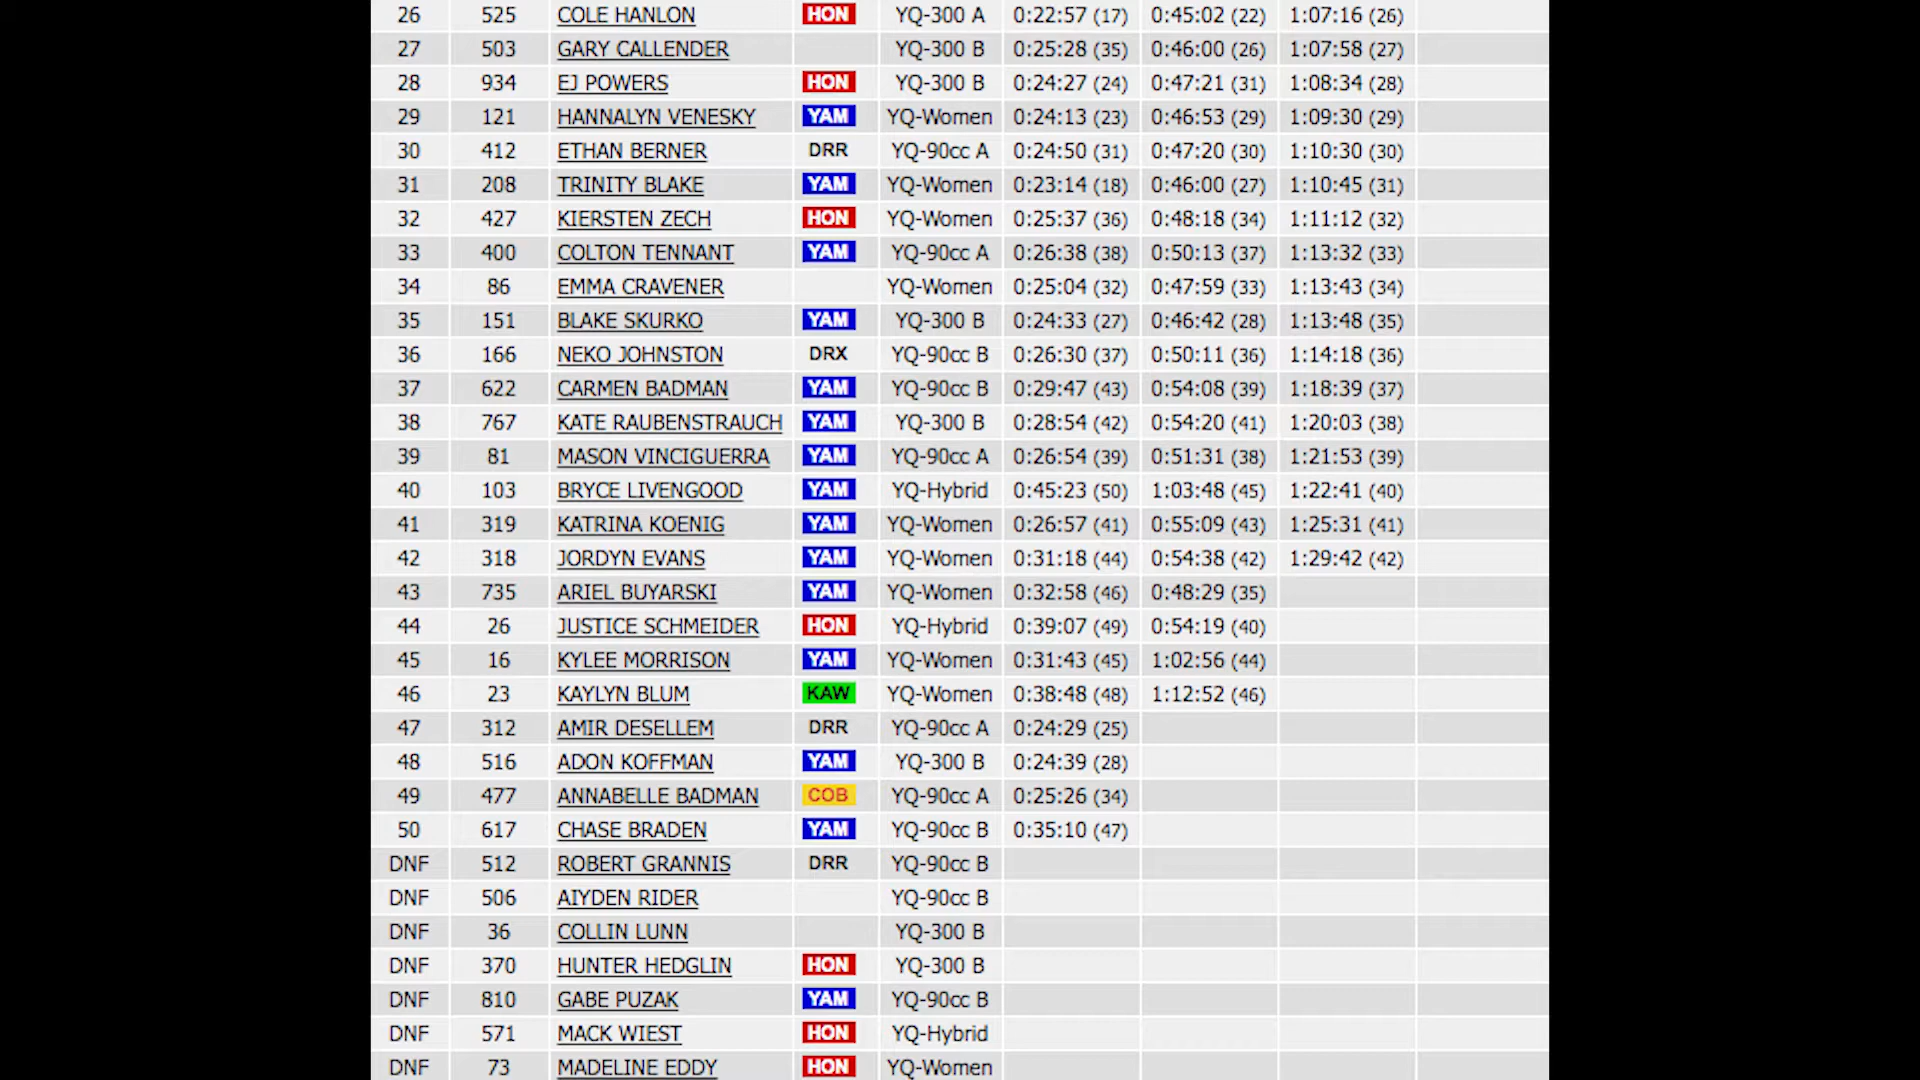 26 525 COLE HANLON HON YQ-300 A 0:22:57 (17) 0:45:02 (22) 1:07:16 (26)
27 503 GARY CALLENDER YQ-300 B 0:25:28 (35) 0:46:00 (26) 1:07:58 (27)
28 934 EJ POWERS HON YQ-300 B 0:24:27 (24) 0:47:21 (31) 1:08:34 (28)
29 121 HANNALYN VENESKY YAM YQ-Women 0:24:13 (23) 0:46:53 (29) 1:09:30 (29)
30 412 ETHAN BERNER DRR YQ-90cc A 0:24:50 (31) 0:47:20 (30) 1:10:30 (30)
31 208 TRINITY BLAKE YAM YQ-Women 0:23:14 (18) 0:46:00 (27) 1:10:45 (31)
32 427 KIERSTEN ZECH HON YQ-Women 0:25:37 (36) 0:48:18 (34) 1:11:12 (32)
33 400 COLTON TENNANT YAM YQ-90cc A 0:26:38 (38) 0:50:13 (37) 1:13:32 (33)
34 86 EMMA CRAVENER YQ-Women 0:25:04 (32) 0:47:59 (33) 1:13:43 (34)
35 151 BLAKE SKURKO YAM YQ-300 B 0:24:33 (27) 0:46:42 (28) 1:13:48 (35)
36 166 NEKO JOHNSTON DRX YQ-90cc B 0:26:30 (37) 0:50:11 (36) 1:14:18 (36)
37 622 CARMEN BADMAN YAM YQ-90cc B 0:29:47 (43) 0:54:08 (39) 1:18:39 (37)
38 767 KATE RAUBENSTRAUCH YAM YQ-300 B 0:28:54 (42) 0:54:20 (41) 1:20:03 (38)
39 81 MASON VINCIGUERRA YAM YQ-90cc A 0:26:54 (39) 0:51:31 (38) 1:21:53 (39)
40 103 BRYCE LIVENGOOD YAM YQ-Hybrid 0:45:23 (50) 1:03:48 (45) 1:22:41 (40)
41 319 KATRINA KOENIG YAM YQ-Women 0:26:57 (41) 0:55:09 (43) 1:25:31 (41)
42 318 JORDYN EVANS YAM YQ-Women 0:31:18 (44) 0:54:38 (42) 1:29:42 (42)
43 735 ARIEL BUYARSKI YAM YQ-Women 0:32:58 (46) 0:48:29 (35)
44 26 JUSTICE SCHMEIDER HON YQ-Hybrid 0:39:07 (49) 0:54:19 (40)
45 16 KYLEE MORRISON YAM YQ-Women 0:31:43 (45) 1:02:56 (44)
46 23 KAYLYN BLUM KAW YQ-Women 0:38:48 (48) 1:12:52 (46)
47 312 AMIR DESELLEM DRR YQ-90cc A 0:24:29 (25)
48 516 ADON KOFFMAN YAM YQ-300 B 0:24:39 (28)
49 477 ANNABELLE BADMAN COB YQ-90cc A 0:25:26 (34)
50 617 CHASE BRADEN YAM YQ-90cc B 0:35:10 (47)
DNF 512 ROBERT GRANNIS DRR YQ-90cc B
DNF 506 AIYDEN RIDER YQ-90cc B
DNF 36 COLLIN LUNN YQ-300 B
DNF 370 HUNTER HEDGLIN HON YQ-300 B
DNF 810 GABE PUZAK YAM YQ-90cc B
DNF 571 MACK WIEST HON YQ-Hybrid
DNF 73 MADELINE EDDY HON YQ-Women